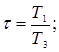 τ = T₁ / T₃ ;